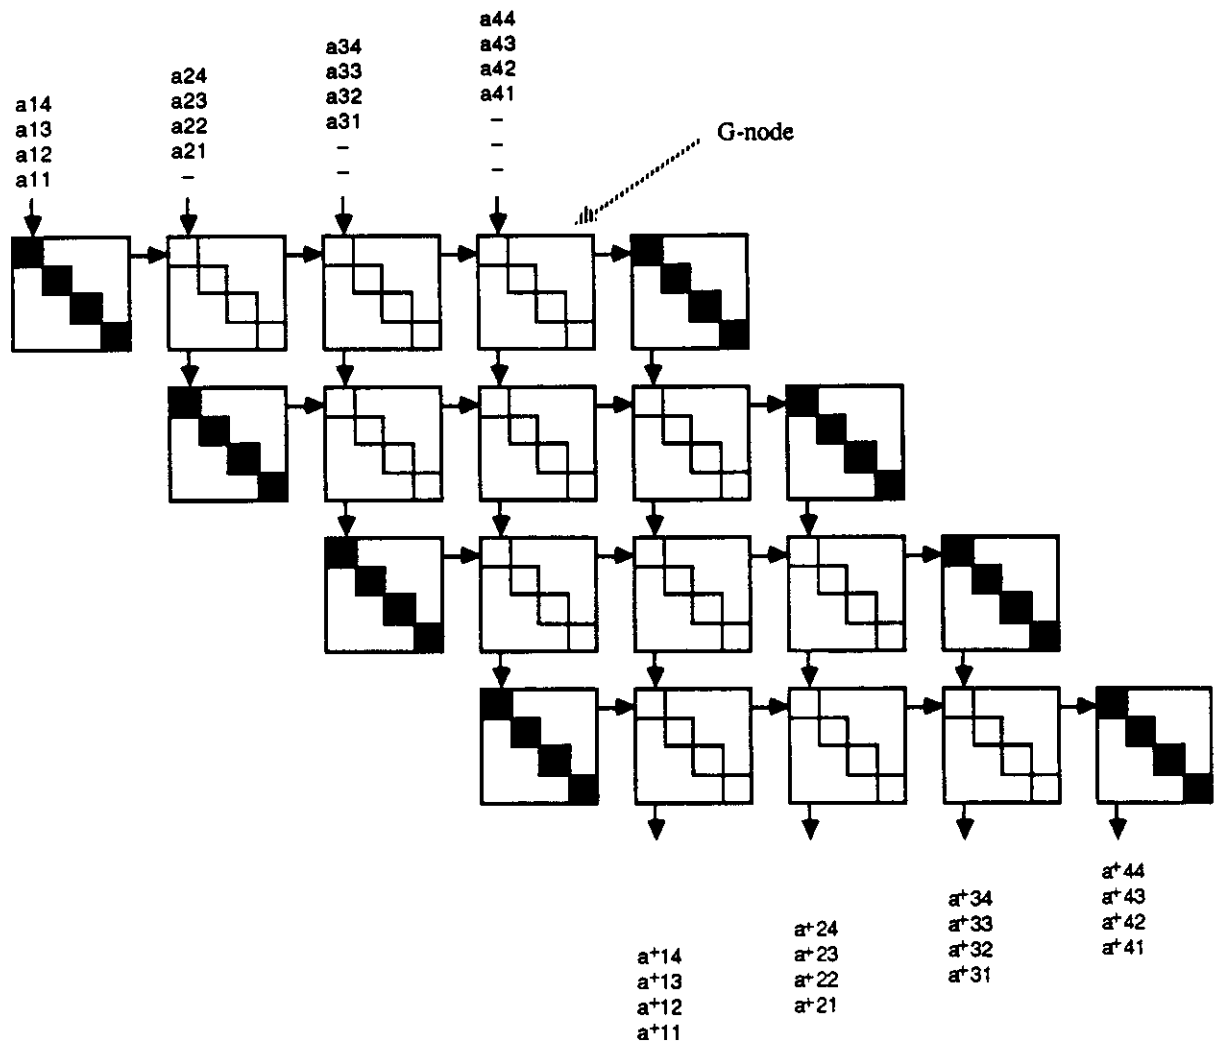 a14
a13
a12
a11
a24
a23
a22
a21
–
a34
a33
a32
a31
–
–
a44
a43
a42
a41
–
–
–
G-node
a+14
a+13
a+12
a+11
a+24
a+23
a+22
a+21
a+34
a+33
a+32
a+31
a+44
a+43
a+42
a+41